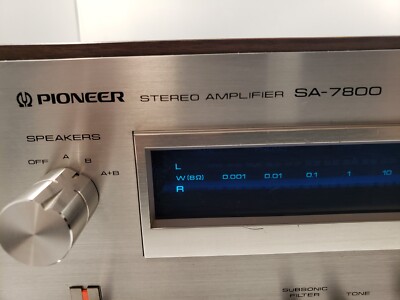 PIONEER STEREO AMPLIFIER SA-7800
SPEAKERS
OFF A B A+B
L
W(8Ω) 0.001 0.01 0.1 1 10
R
SUBSONIC FILTER TONE